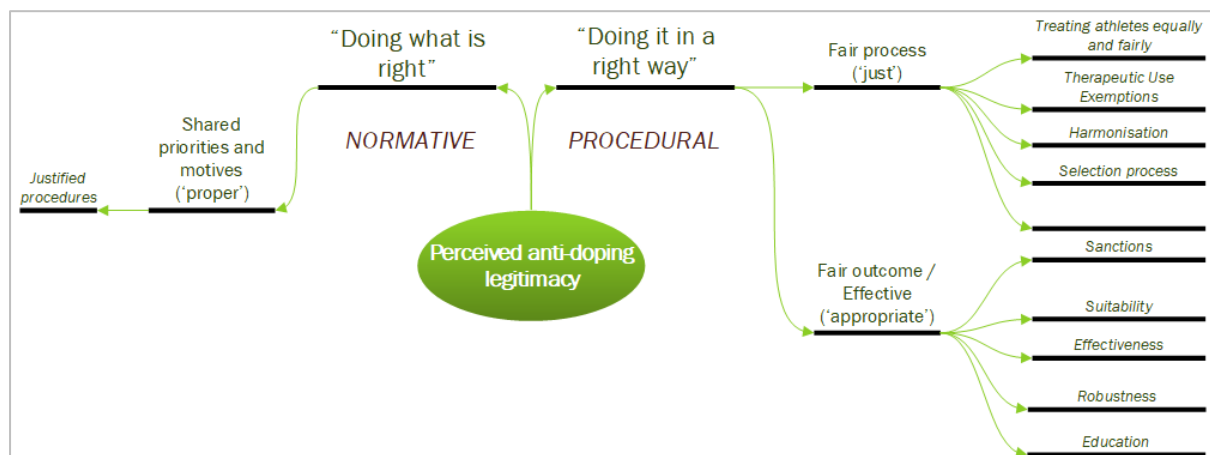 “Doing what is
right”
NORMATIVE
Shared
priorities and
motives
(‘proper’)
Justified
procedures
“Doing it in a
right way”
PROCEDURAL
Perceived anti-doping
legitimacy
Fair process
(‘just’)
Treating athletes equally
and fairly
Therapeutic Use
Exemptions
Harmonisation
Selection process
Fair outcome /
Effective
(‘appropriate’)
Sanctions
Suitability
Effectiveness
Robustness
Education